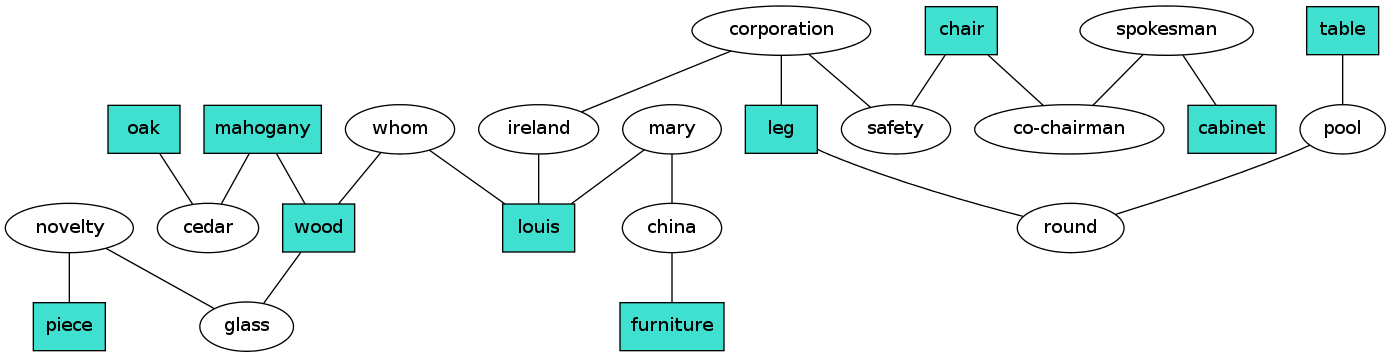 corporation
chair
spokesman
table
oak
mahogany
whom
ireland
mary
leg
safety
co-chairman
cabinet
pool
novelty
cedar
wood
louis
china
round
piece
glass
furniture